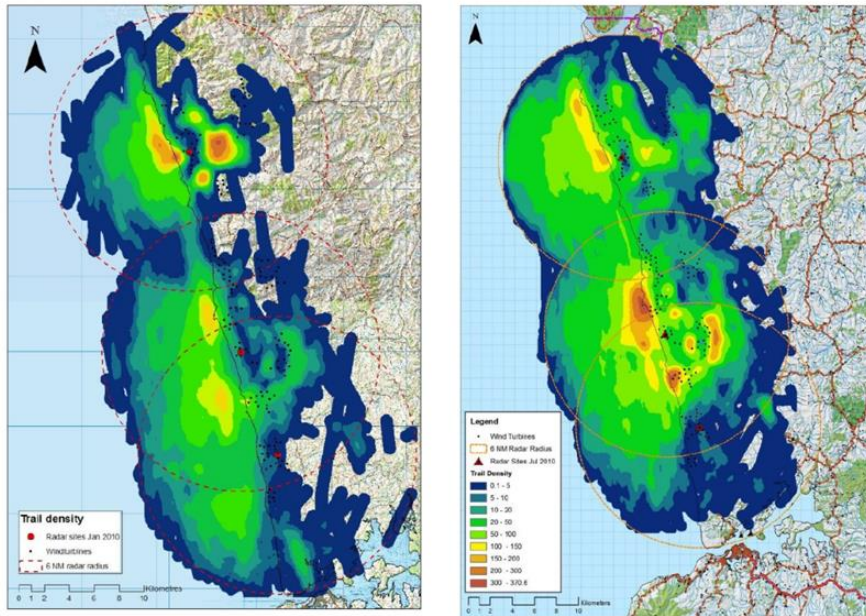 N
Trail density
Radar sites Jan 2010
Windturbines
6 NM radar radius
Kilometres
0 1 2 4 6 8 10
N
Legend
Wind Turbines
6 NM Radar Radius
Radar Sites Jul 2010
Trail Density
0.1 - 5
5 - 10
10 - 20
20 - 50
50 - 100
100 - 150
150 - 200
200 - 300
300 - 370.6
Kilometres
0 1 2 4 6 8 10